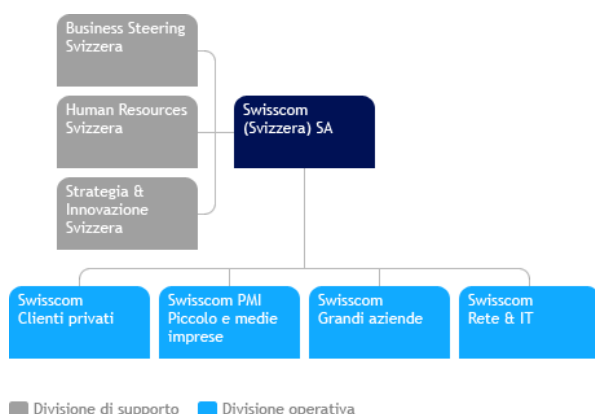 Business Steering
Svizzera
Human Resources
Svizzera
Swisscom
(Svizzera) SA
Strategia &
Innovazione
Svizzera
Swisscom
Clienti privati
Swisscom PMI
Piccolo e medie
imprese
Swisscom
Grandi aziende
Swisscom
Rete & IT
Divisione di supporto
Divisione operativa